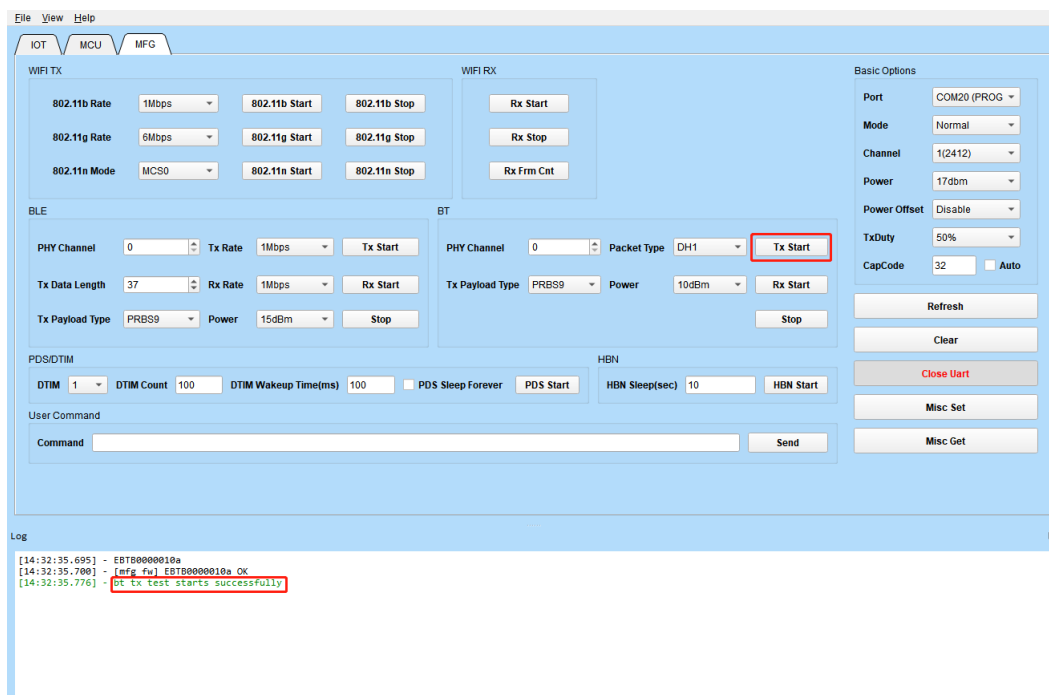 File View Help
IOT MCU MFG
WIFI TX WIFI RX Basic Options
802.11b Rate 1Mbps 802.11b Start 802.11b Stop Rx Start Port COM20 (PROG
802.11g Rate 6Mbps 802.11g Start 802.11g Stop Rx Stop Mode Normal
Channel 1(2412)
802.11n Mode MCS0 802.11n Start 802.11n Stop Rx Frm Cnt Power 17dbm
BLE BT Power Offset Disable
PHY Channel 0 Tx Rate 1Mbps Tx Start PHY Channel 0 Packet Type DH1 Tx Start TxDuty 50%
CapCode 32 Auto
Tx Data Length 37 Rx Rate 1Mbps Rx Start Tx Payload Type PRBS9 Power 10dBm Rx Start
Refresh
Tx Payload Type PRBS9 Power 15dBm Stop Stop
Clear
PDS/DTIM HBN
Close Uart
DTIM 1 DTIM Count 100 DTIM Wakeup Time(ms) 100 PDS Sleep Forever PDS Start HBN Sleep(sec) 10 HBN Start
Misc Set
User Command
Command Send Misc Get
Log
[14:32:35.695] - EBTB0000010a
[14:32:35.700] - [mfg fw] EBTB0000010a OK
[14:32:35.776] - bt tx test starts successfully